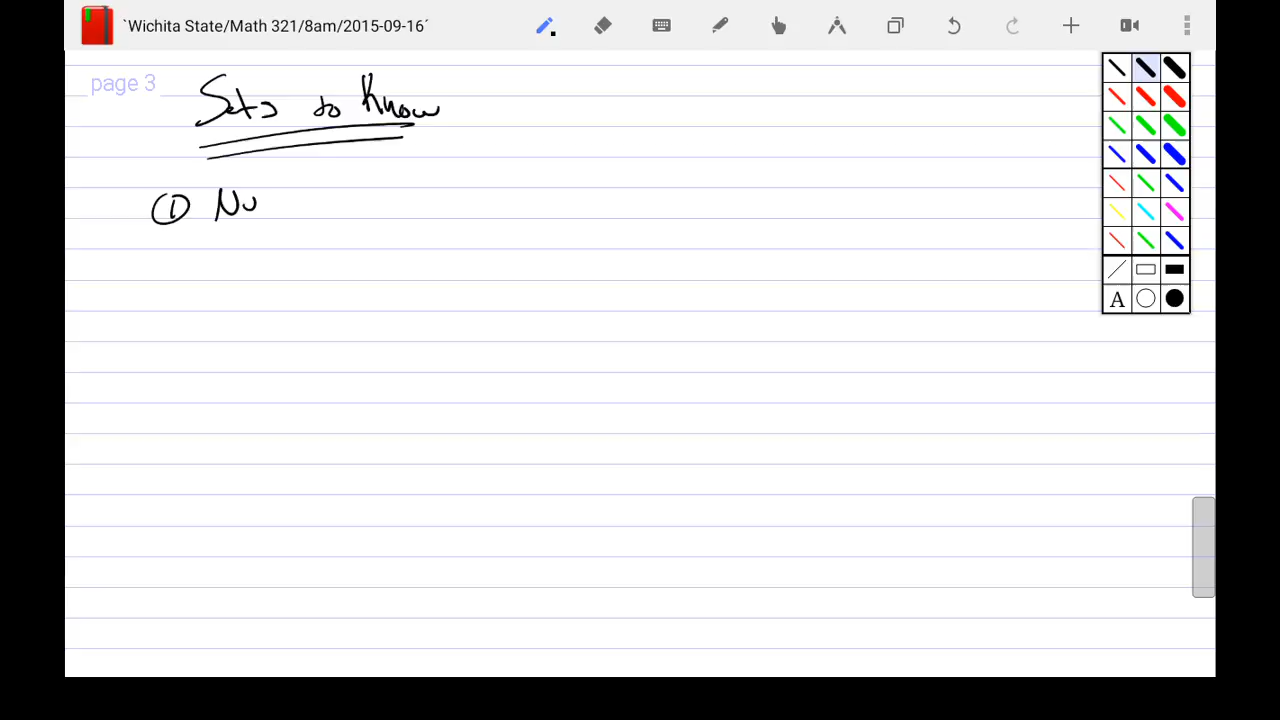 `Wichita State/Math 321/8am/2015-09-16´
page 3
Sets to Know
① Nu
A